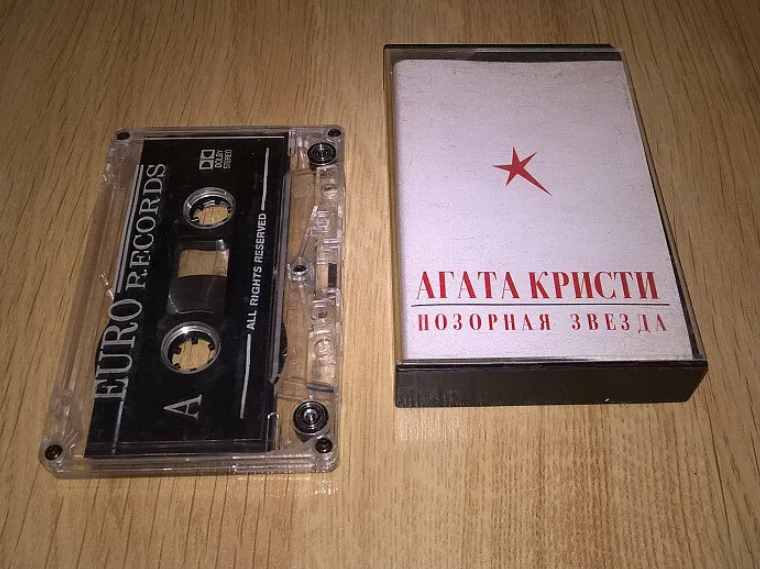 EURO
RECORDS
DOLBY
STEREO
A
ALL RIGHTS RESERVED
АГАТА КРИСТИ
ПОЗОРНАЯ ЗВЕЗДА